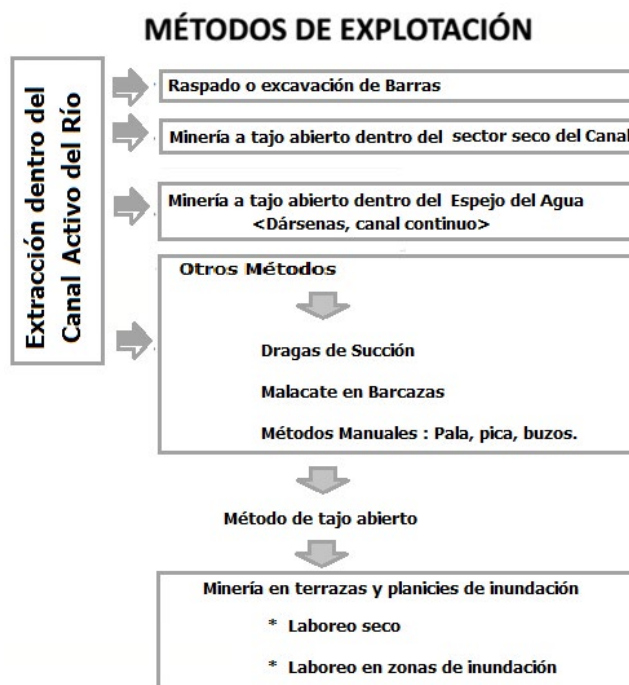 MÉTODOS DE EXPLOTACIÓN
Extracción dentro del
Canal Activo del Río
Raspado o excavación de Barras
Minería a tajo abierto dentro del sector seco del Canal
Minería a tajo abierto dentro del Espejo del Agua
<Dársenas, canal continuo>
Otros Métodos
Dragas de Succión
Malacate en Barcazas
Métodos Manuales : Pala, pica, buzos.
Método de tajo abierto
Minería en terrazas y planicies de inundación
* Laboreo seco
* Laboreo en zonas de inundación